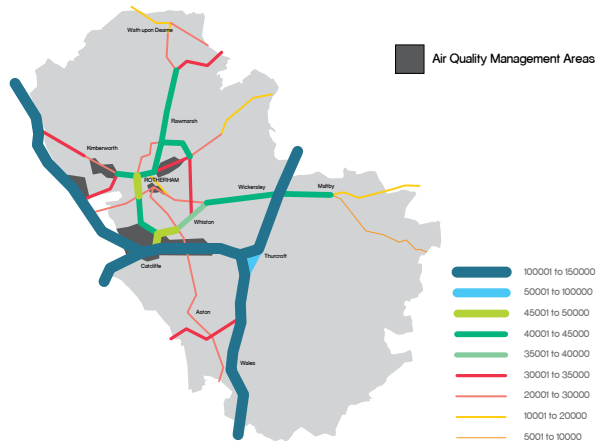 Wath upon Dearne
Air Quality Management Areas
Rawmarsh
Kimberworth
ROTHERHAM
Wickersley
Maltby
Whiston
Thurcroft
Catcliffe
Aston
Wales
100001 to 150000
50001 to 100000
45001 to 50000
40001 to 45000
35001 to 40000
30001 to 35000
20001 to 30000
10001 to 20000
5001 to 10000